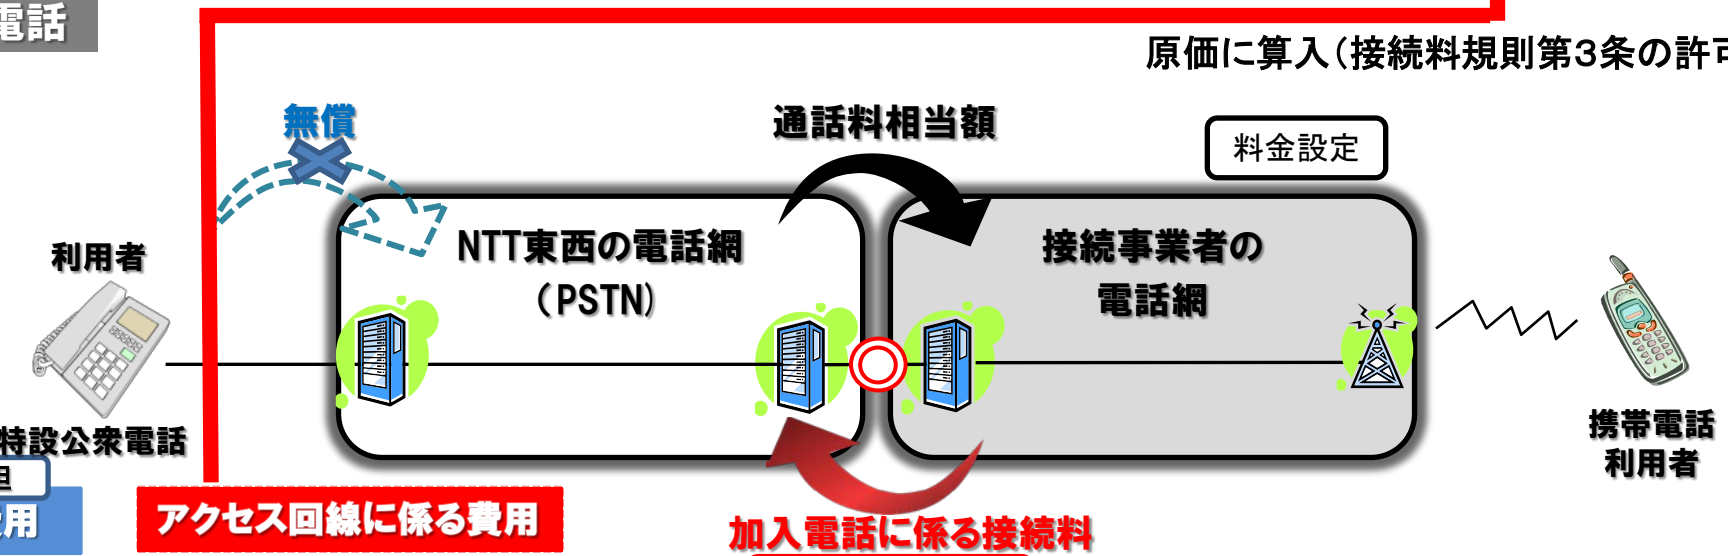 電話
原価に算入（接続料規則第3条の許可
無償
通話料相当額
料金設定
NTT東西の電話網
（PSTN）
接続事業者の
電話網
利用者
特設公衆電話
担
用
アクセス回線に係る費用
加入電話に係る接続料
携帯電話
利用者